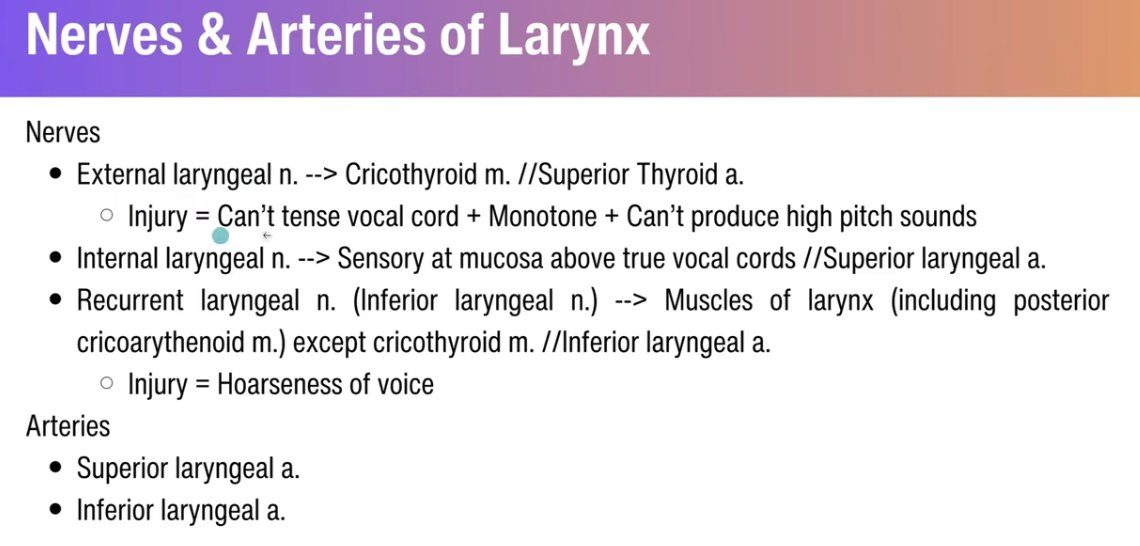 Nerves & Arteries of Larynx
Nerves
• External laryngeal n. --> Cricothyroid m. //Superior Thyroid a.
○ Injury = Can't tense vocal cord + Monotone + Can't produce high pitch sounds
• Internal laryngeal n. --> Sensory at mucosa above true vocal cords //Superior laryngeal a.
• Recurrent laryngeal n. (Inferior laryngeal n.) --> Muscles of larynx (including posterior
cricoarythenoid m.) except cricothyroid m. //Inferior laryngeal a.
○ Injury = Hoarseness of voice
Arteries
• Superior laryngeal a.
• Inferior laryngeal a.